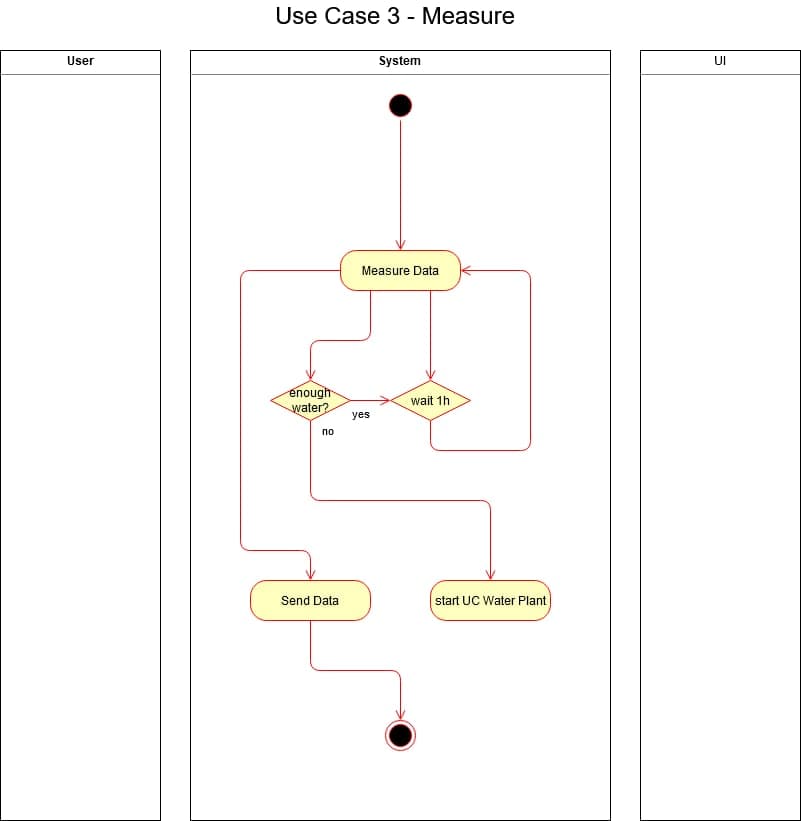 Use Case 3 - Measure
User
System
UI
Measure Data
enough
water?
yes
wait 1h
no
Send Data
start UC Water Plant